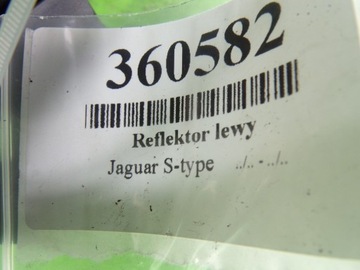 360582
Reflektor lewy
Jaguar S-type ../.. - ../..